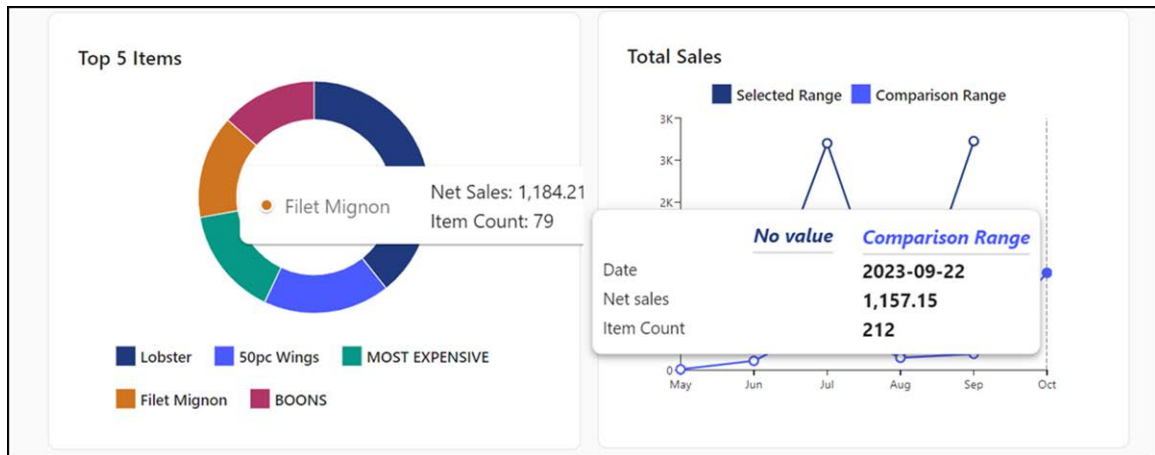 Top 5 Items
Filet Mignon
Net Sales: 1,184.21
Item Count: 79
Lobster 50pc Wings MOST EXPENSIVE
Filet Mignon BOONS
Total Sales
Selected Range Comparison Range
3K
3K
2K
No value Comparison Range
Date 2023-09-22
Net sales 1,157.15
Item Count 212
0
May Jun Jul Aug Sep Oct